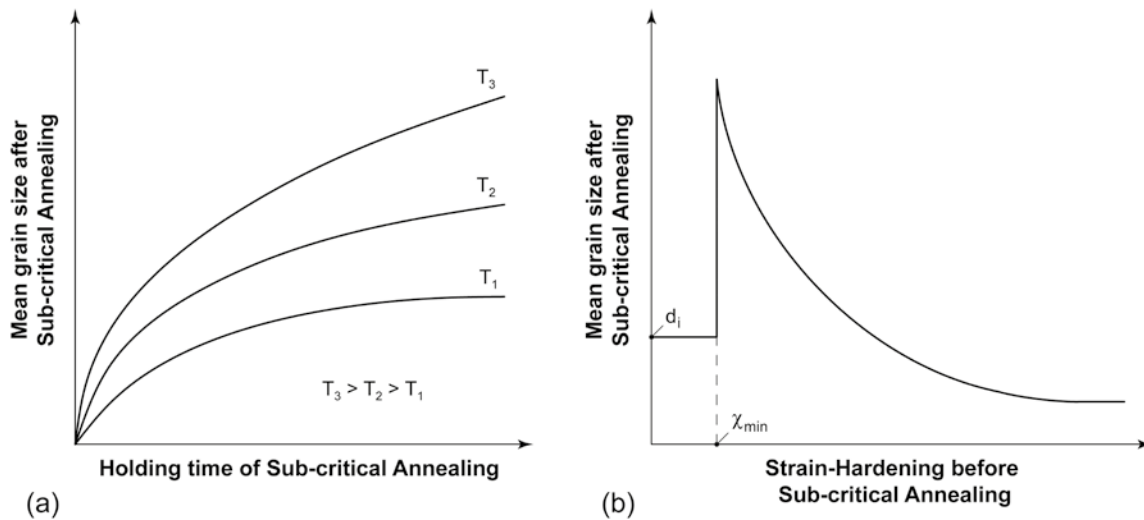 Mean grain size after
Sub-critical Annealing
T₃
T₂
T₁
T₃ > T₂ > T₁
Holding time of Sub-critical Annealing
(a)
Mean grain size after
Sub-critical Annealing
dᵢ
χmin
Strain-Hardening before
Sub-critical Annealing
(b)